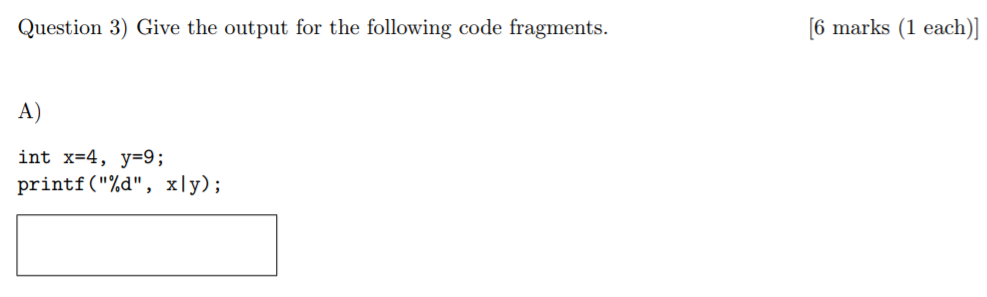 Question 3) Give the output for the following code fragments. [6 marks (1 each)]
A)
int x=4, y=9;
printf("%d", x|y);